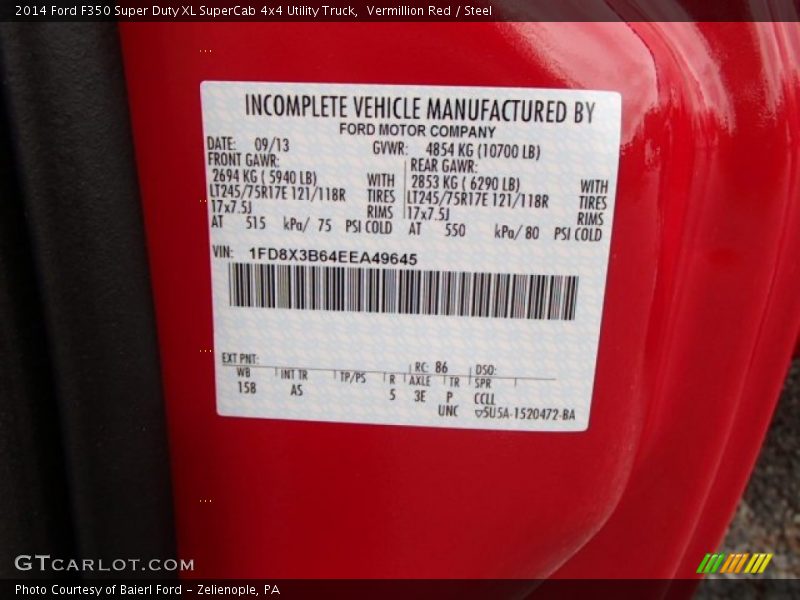 2014 Ford F350 Super Duty XL SuperCab 4x4 Utility Truck,  Vermillion Red / Steel
INCOMPLETE VEHICLE MANUFACTURED BY
FORD MOTOR COMPANY
DATE: 09/13 GVWR: 4854 KG (10700 LB)
FRONT GAWR: REAR GAWR:
2694 KG ( 5940 LB) WITH 2853 KG ( 6290 LB) WITH
LT245/75R17E 121/118R TIRES LT245/75R17E 121/118R TIRES
17x7.5J RIMS 17x7.5J RIMS
AT 515 kPa/ 75 PSI COLD AT 550 kPa/ 80 PSI COLD
VIN: 1FD8X3B64EEA49645
EXT PNT: RC: 86 DSO:
WB INT TR TP/PS R AXLE TR SPR
158 AS 5 3E P CCLL
UNC ▽5U5A-1520472-BA
GTCARLOT.COM
Photo Courtesy of Baierl Ford - Zelienople, PA